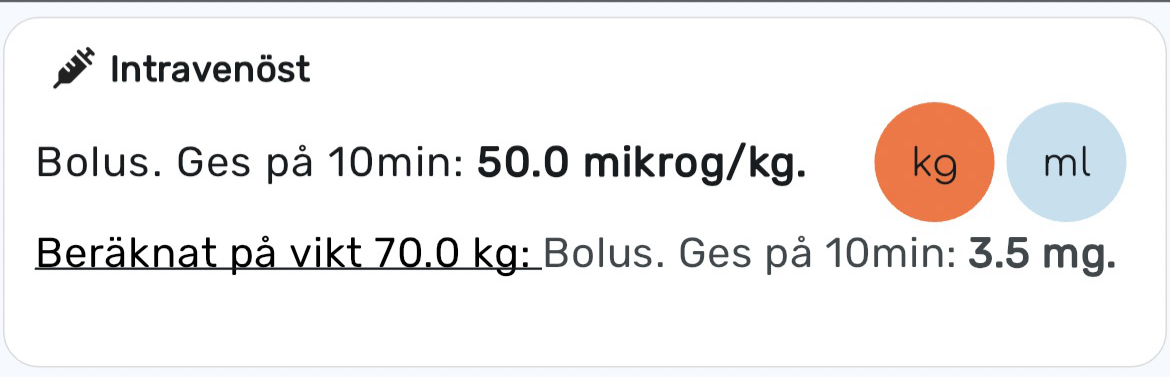 Intravenöst
Bolus. Ges på 10min: 50.0 mikrog/kg.
kg
ml
Beräknat på vikt 70.0 kg: Bolus. Ges på 10min: 3.5 mg.